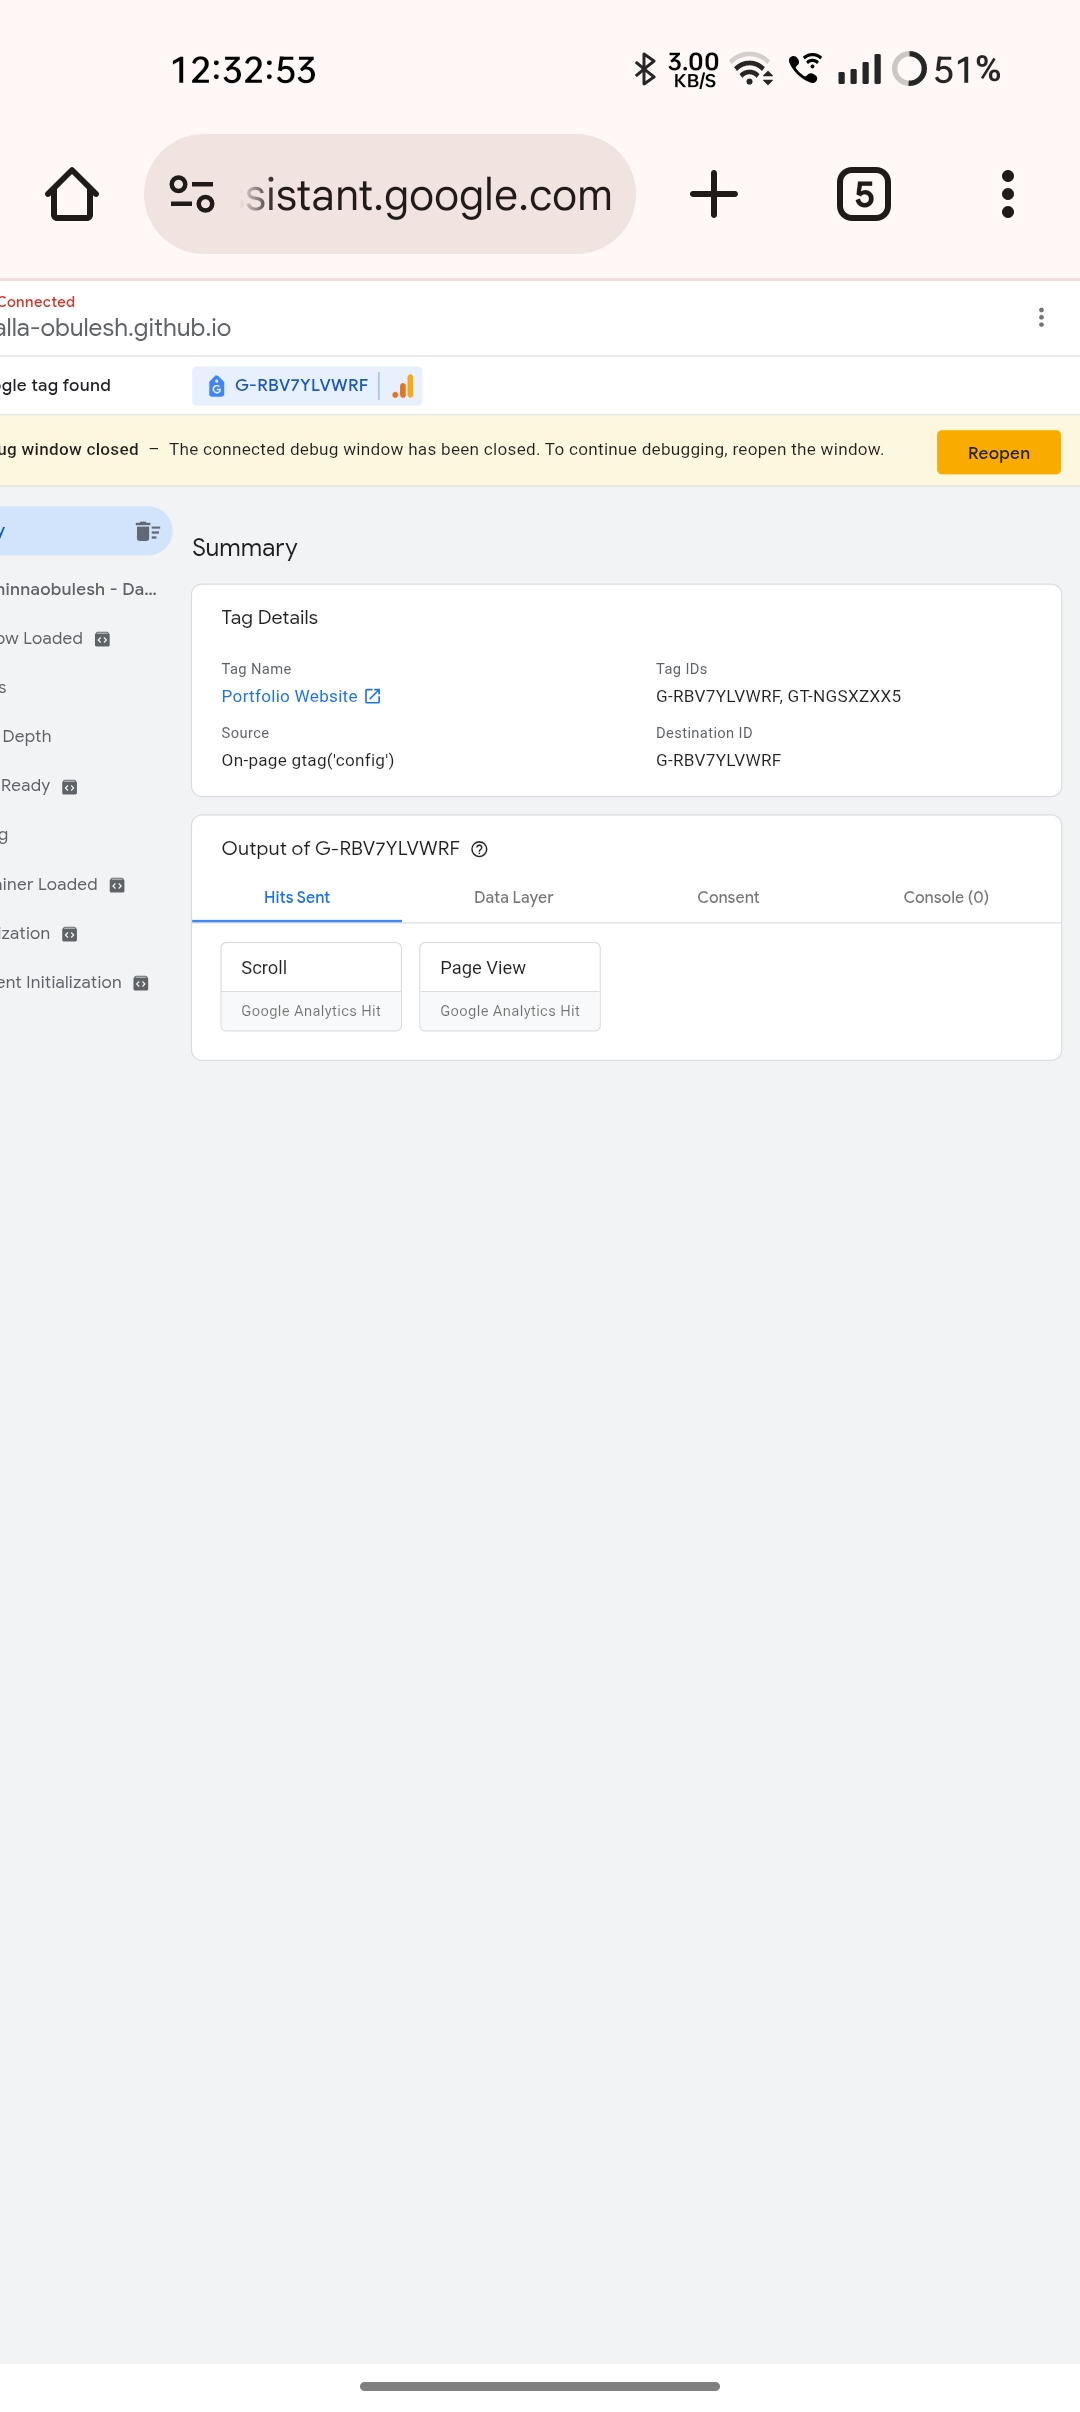 12:32:53
3.00 KB/S
51%
sistant.google.com
5
Connected
alla-obulesh.github.io
gle tag found
G-RBV7YLVWRF
ug window closed – The connected debug window has been closed. To continue debugging, reopen the window.
Reopen
y
Summary
innaobulesh - Da...
ow Loaded
s
Depth
Ready
g
iner Loaded
ization
ent Initialization
Tag Details
Tag Name
Portfolio Website
Tag IDs
G-RBV7YLVWRF, GT-NGSXZXX5
Source
On-page gtag('config')
Destination ID
G-RBV7YLVWRF
Output of G-RBV7YLVWRF
Hits Sent
Data Layer
Consent
Console (0)
Scroll
Google Analytics Hit
Page View
Google Analytics Hit